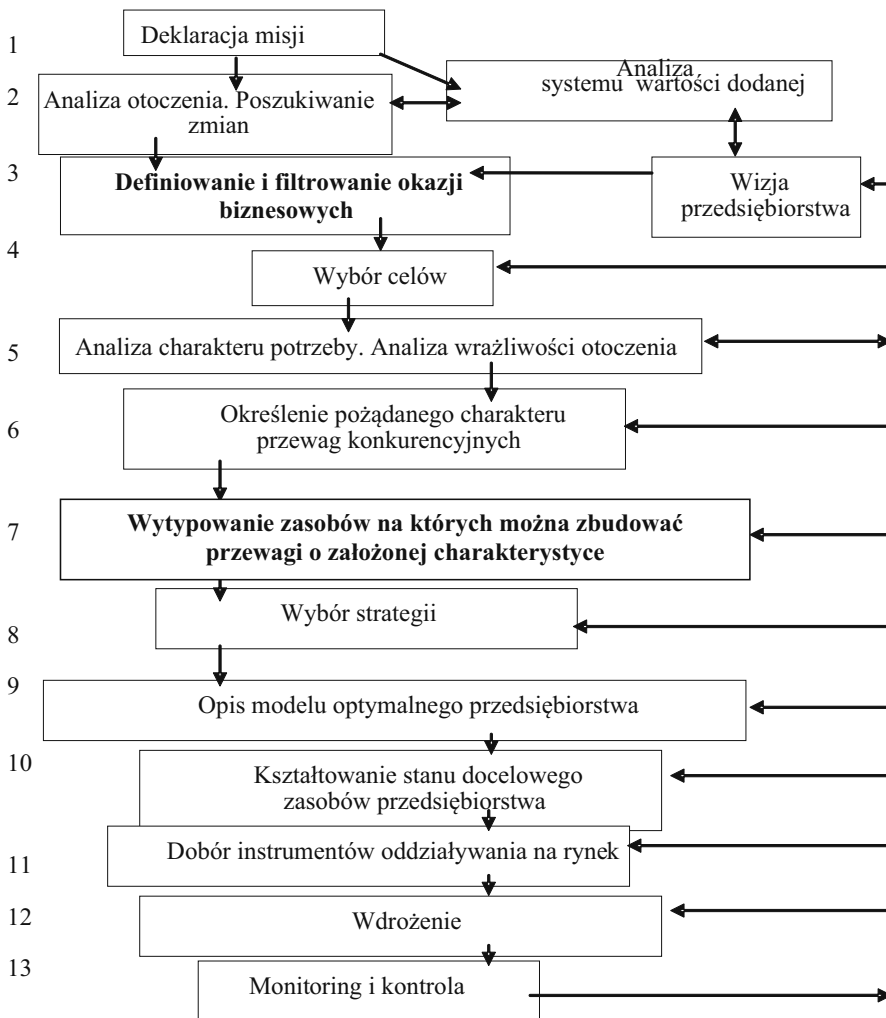 1
Deklaracja misji
Analiza
systemu wartości dodanej
2
Analiza otoczenia. Poszukiwanie
zmian
3
Definiowanie i filtrowanie okazji
biznesowych
Wizja
przedsiębiorstwa
4
Wybór celów
5
Analiza charakteru potrzeby. Analiza wrażliwości otoczenia
6
Określenie pożądanego charakteru
przewag konkurencyjnych
7
Wytypowanie zasobów na których można zbudować
przewagi o założonej charakterystyce
8
Wybór strategii
9
Opis modelu optymalnego przedsiębiorstwa
10
Kształtowanie stanu docelowego
zasobów przedsiębiorstwa
11
Dobór instrumentów oddziaływania na rynek
12
Wdrożenie
13
Monitoring i kontrola